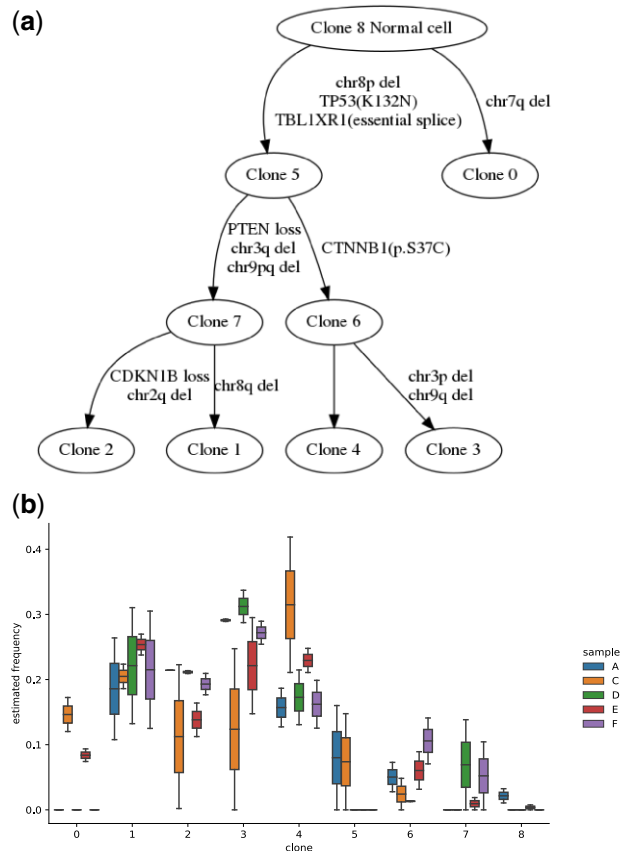 (a)
Clone 8 Normal cell
chr8p del
TP53(K132N)
TBL1XR1(essential splice)
chr7q del
Clone 5
Clone 0
PTEN loss
chr3q del
chr9pq del
CTNNB1(p.S37C)
Clone 7
Clone 6
CDKN1B loss
chr2q del
chr8q del
chr3p del
chr9q del
Clone 2
Clone 1
Clone 4
Clone 3
(b)
0.4
0.3
0.2
0.1
0.0
estimated frequency
0 1 2 3 4 5 6 7 8
clone
sample
A
C
D
E
F